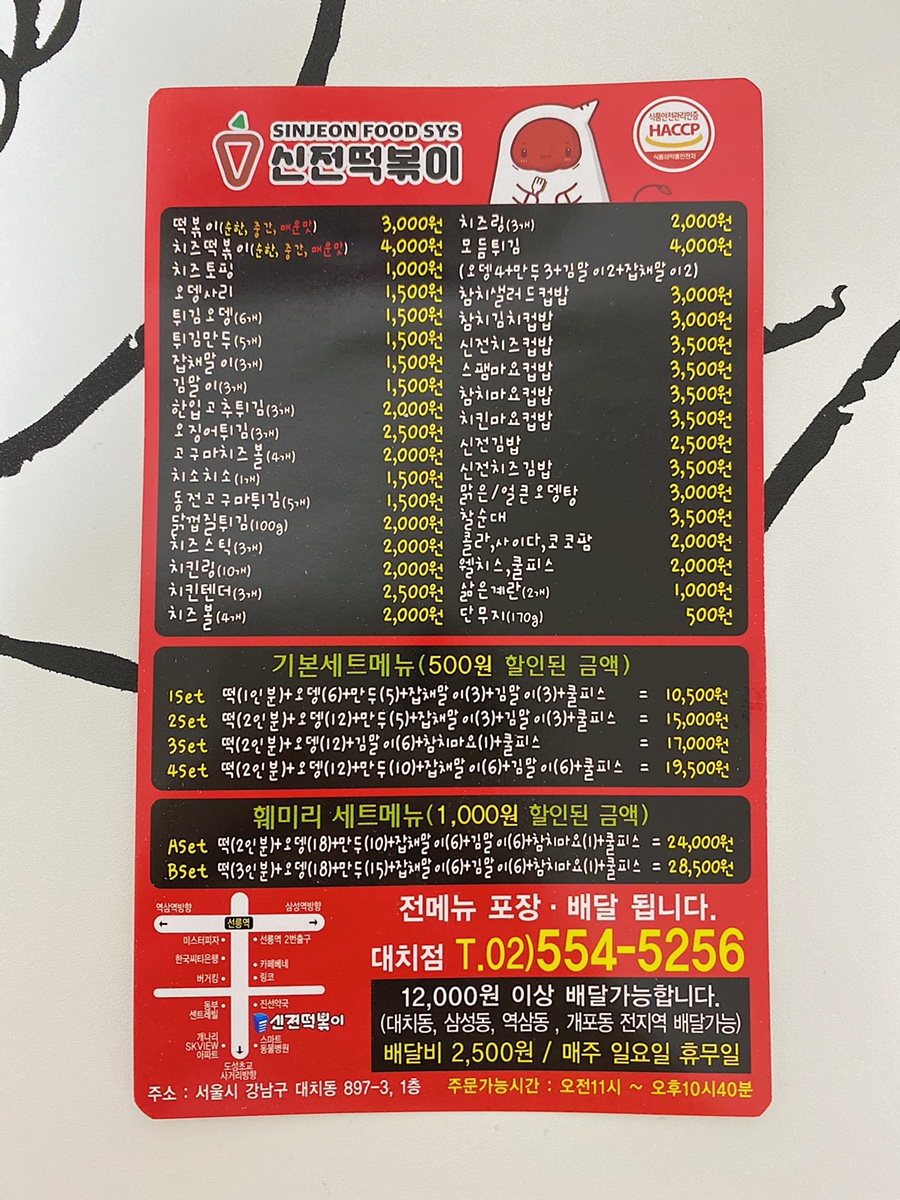 SINJEON FOOD SYS
신전떡볶이
식품안전관리인증
HACCP
식품의약품안전처
떡볶이(순한, 중간, 매운맛) 3,000원
치즈떡볶이(순한, 중간, 매운맛) 4,000원
치즈토핑 1,000원
오뎅사리 1,500원
튀김오뎅(6개) 1,500원
튀김만두(5개) 1,500원
잡채말이(3개) 1,500원
김말이(3개) 1,500원
한입고추튀김(3개) 2,000원
오징어튀김(3개) 2,500원
고구마치즈볼(4개) 2,000원
치소치소(1개) 1,500원
동전고구마튀김(5개) 1,500원
닭껍질튀김(100g) 2,000원
치즈스틱(3개) 2,000원
치킨링(10개) 2,000원
치킨텐더(3개) 2,500원
치즈볼(4개) 2,000원
치즈링(3개) 2,000원
모듬튀김 4,000원
(오뎅4+만두3+김말이2+잡채말이2)
참치샐러드컵밥 3,000원
참치김치컵밥 3,000원
신전치즈컵밥 3,500원
스팸마요컵밥 3,500원
참치마요컵밥 3,500원
치킨마요컵밥 3,500원
신전김밥 2,500원
신전치즈김밥 3,500원
맑은/얼큰오뎅탕 3,000원
찰순대 3,500원
콜라,사이다,코코팜 2,000원
웰치스,쿨피스 2,000원
삶은계란(2개) 1,000원
단무지(170g) 500원
기본세트메뉴(500원 할인된 금액)
1Set 떡(1인분)+오뎅(6)+만두(5)+잡채말이(3)+김말이(3)+쿨피스 = 10,500원
2Set 떡(2인분)+오뎅(12)+만두(5)+잡채말이(3)+김말이(3)+쿨피스 = 15,000원
3Set 떡(2인분)+오뎅(12)+김말이(6)+참치마요(1)+쿨피스 = 17,000원
4Set 떡(2인분)+오뎅(12)+만두(10)+잡채말이(6)+김말이(6)+쿨피스 = 19,500원
훼미리 세트메뉴(1,000원 할인된 금액)
ASet 떡(2인분)+오뎅(18)+만두(10)+잡채말이(6)+김말이(6)+참치마요(1)+쿨피스 = 24,000원
BSet 떡(3인분)+오뎅(18)+만두(15)+잡채말이(6)+김말이(6)+참치마요(1)+쿨피스 = 28,500원
역삼역방향 삼성역방향
선릉역
미스터피자 선릉역 2번출구
한국씨티은행 카페베네
버거킹 링코
동부
센트레빌
진선약국
신전떡볶이
개나리
SKVIEW
아파트
스마트
동물병원
도성초교
사거리방향
전메뉴 포장 · 배달 됩니다.
대치점 T.02)554-5256
12,000원 이상 배달가능합니다.
(대치동, 삼성동, 역삼동 , 개포동 전지역 배달가능)
배달비 2,500원 / 매주 일요일 휴무일
주소 : 서울시 강남구 대치동 897-3, 1층 주문가능시간 : 오전11시 ~ 오후10시40분